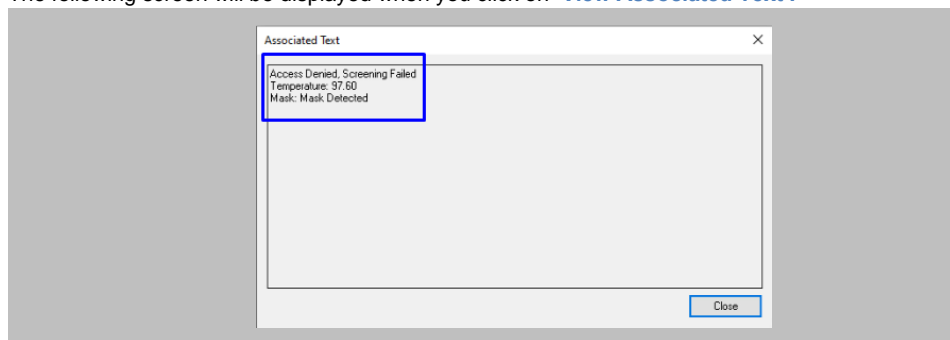 The following screen will be displayed when you click on "View Associated Text".
Associated Text
Access Denied, Screening Failed
Temperature: 97.60
Mask: Mask Detected
Close